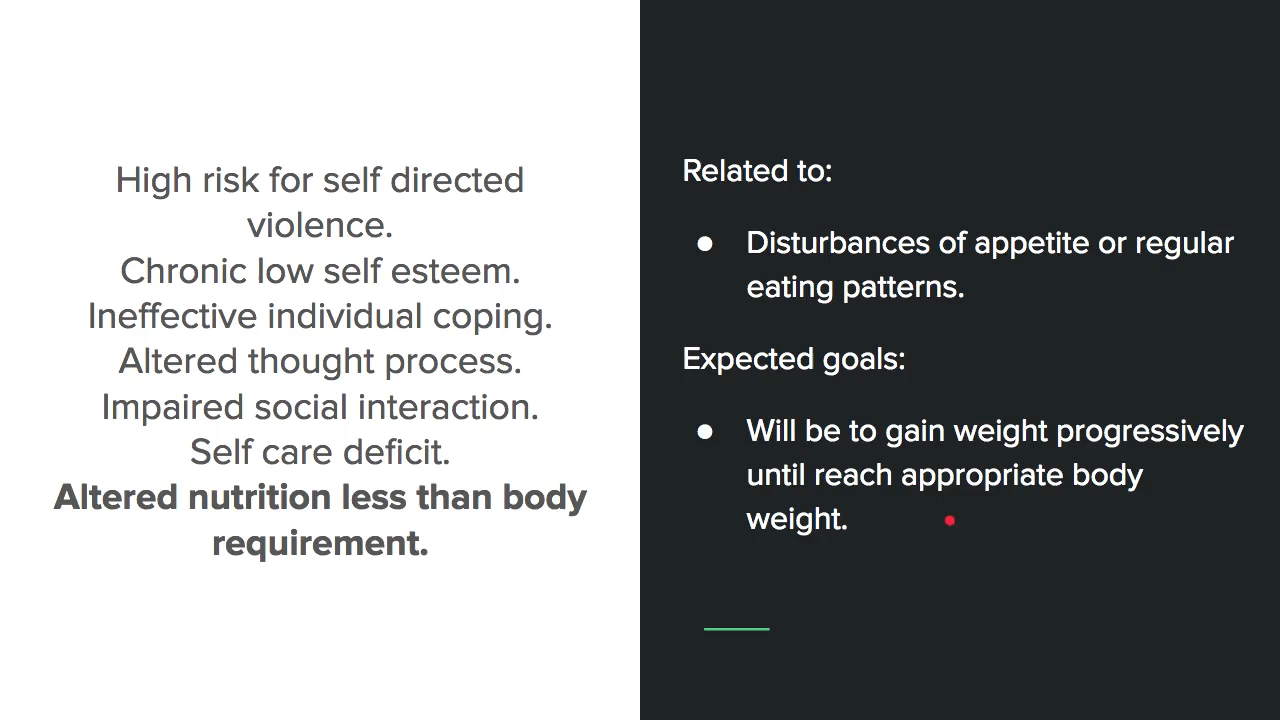 High risk for self directed
violence.
Chronic low self esteem.
Ineffective individual coping.
Altered thought process.
Impaired social interaction.
Self care deficit.
Altered nutrition less than body
requirement.
Related to:
● Disturbances of appetite or regular
eating patterns.
Expected goals:
● Will be to gain weight progressively
until reach appropriate body
weight.